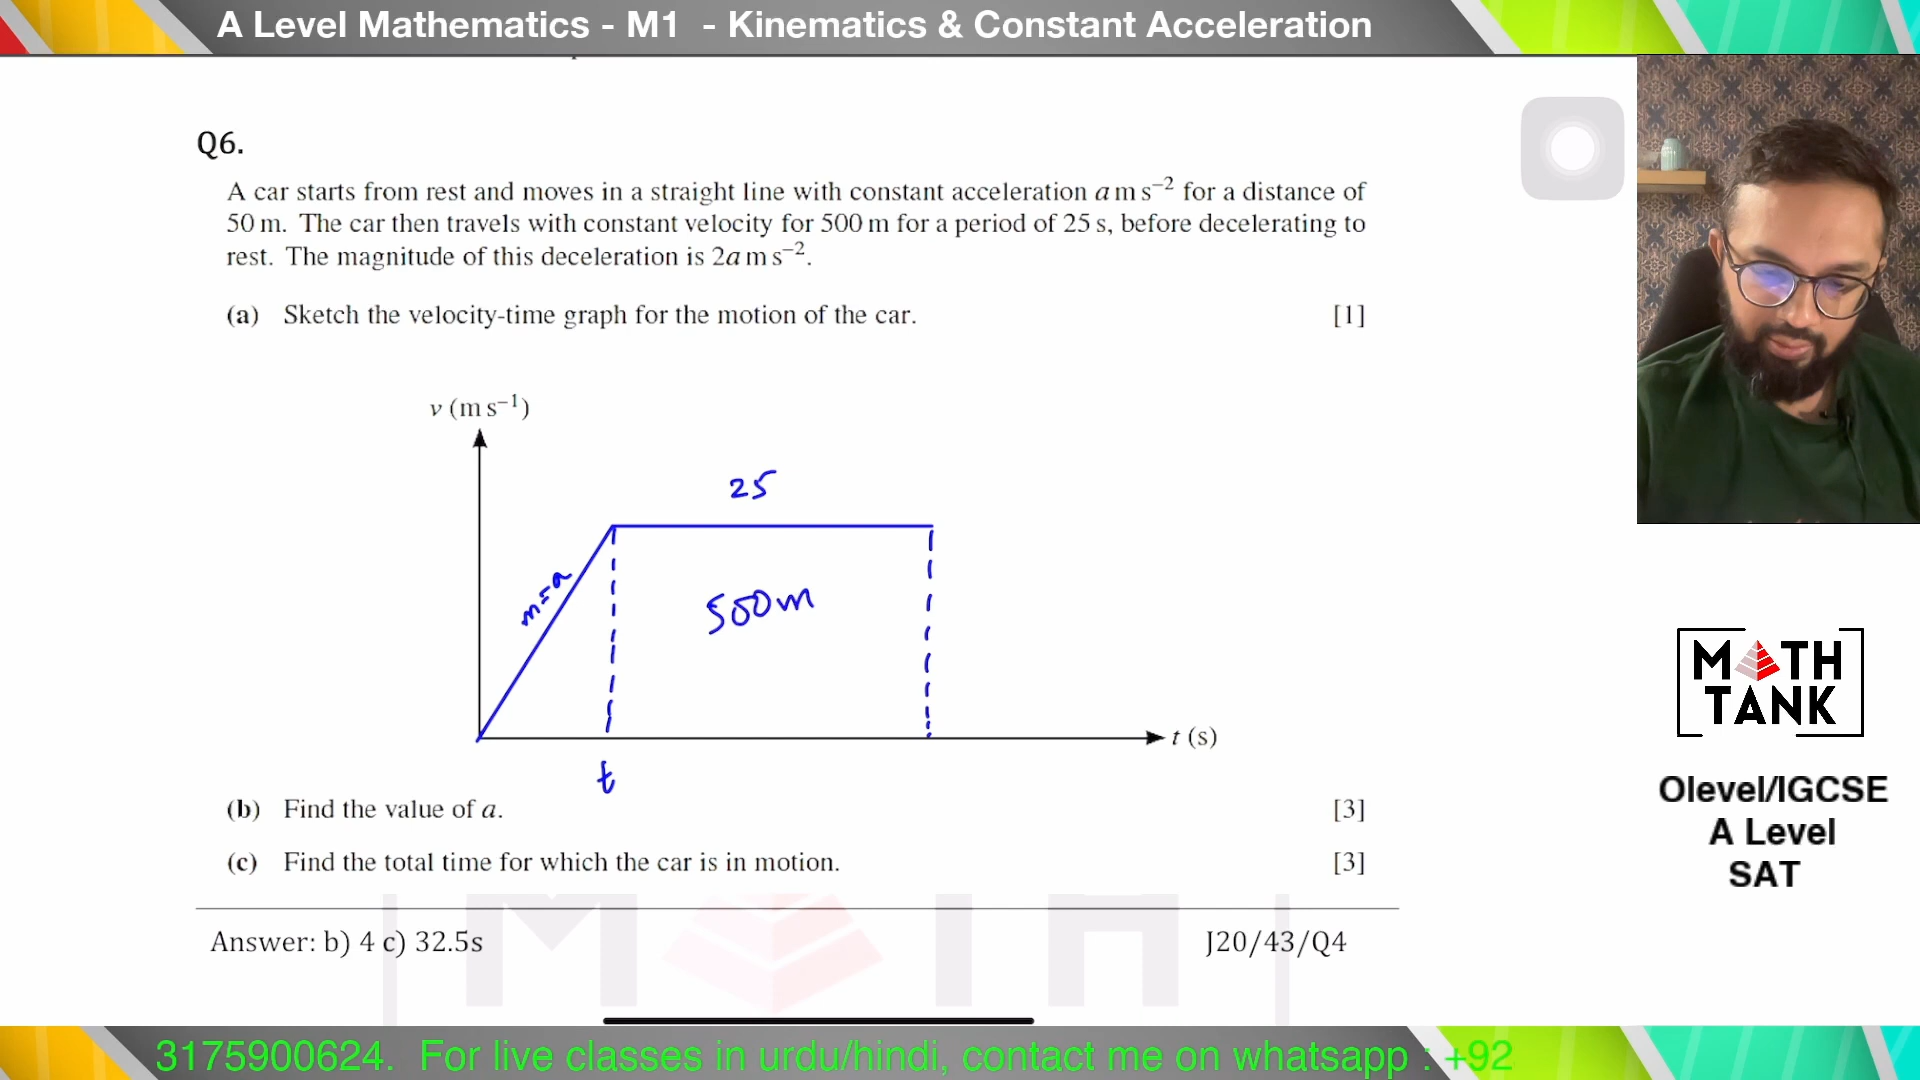 A Level Mathematics - M1 - Kinematics & Constant Acceleration
Q6.
A car starts from rest and moves in a straight line with constant acceleration a m s⁻² for a distance of
50 m. The car then travels with constant velocity for 500 m for a period of 25 s, before decelerating to
rest. The magnitude of this deceleration is 2a m s⁻².
(a) Sketch the velocity-time graph for the motion of the car. [1]
v (m s⁻¹)
25
m=a
500m
t (s)
t
(b) Find the value of a. [3]
(c) Find the total time for which the car is in motion. [3]
Answer: b) 4 c) 32.5s J20/43/Q4
MATH
TANK
Olevel/IGCSE
A Level
SAT
MATH
3175900624. For live classes in urdu/hindi, contact me on whatsapp : +92